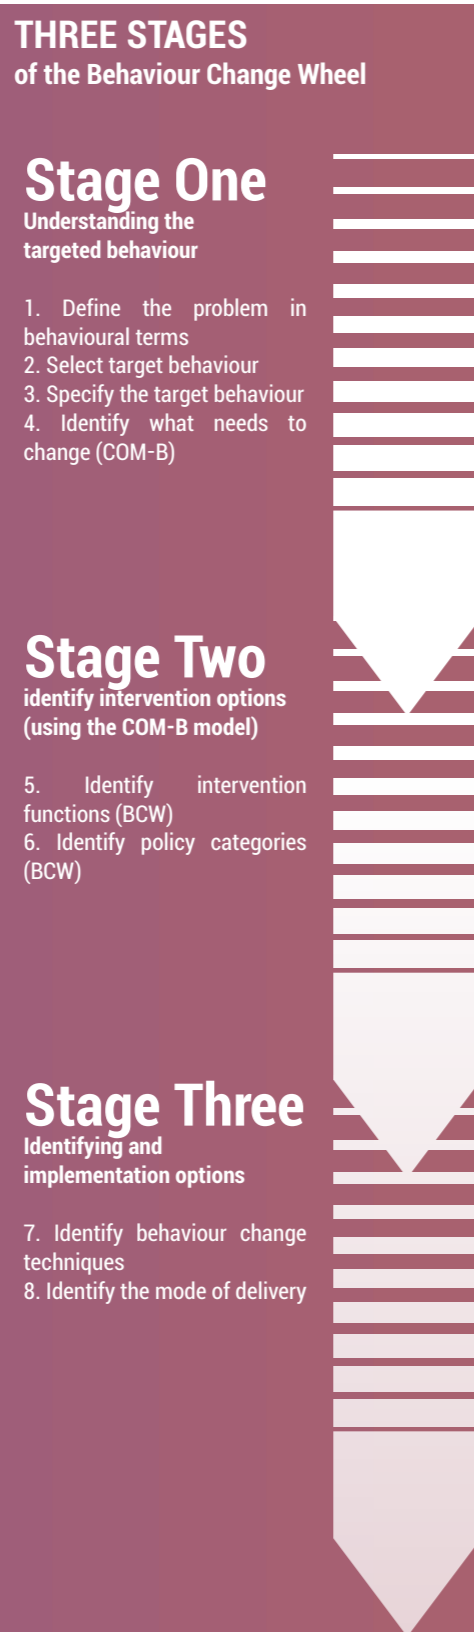 THREE STAGES
of the Behaviour Change Wheel
Stage One
Understanding the
targeted behaviour
1. Define the problem in
behavioural terms
2. Select target behaviour
3. Specify the target behaviour
4. Identify what needs to
change (COM-B)
Stage Two
identify intervention options
(using the COM-B model)
5. Identify intervention
functions (BCW)
6. Identify policy categories
(BCW)
Stage Three
Identifying and
implementation options
7. Identify behaviour change
techniques
8. Identify the mode of delivery